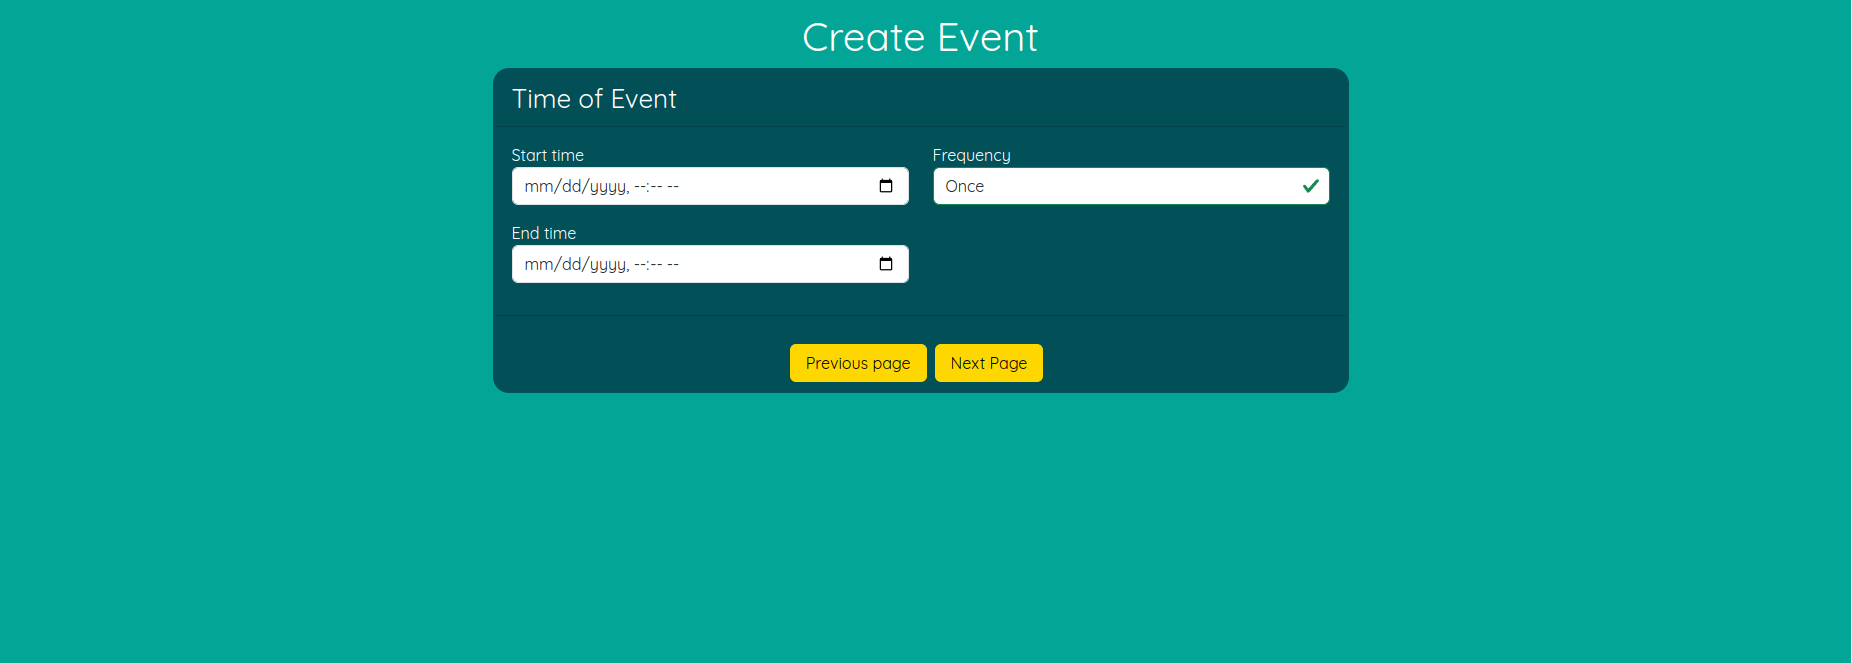 Create Event
Time of Event
Start time
mm/dd/yyyy, --:-- --
Frequency
Once
End time
mm/dd/yyyy, --:-- --
Previous page
Next Page